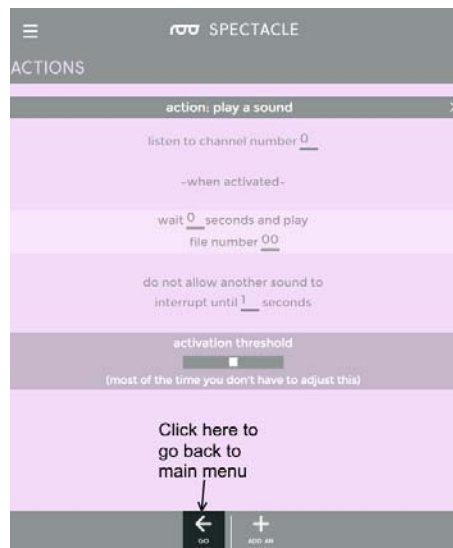 SPECTACLE
ACTIONS
action: play a sound
listen to channel number 0
-when activated-
wait 0 seconds and play
file number 00
do not allow another sound to
interrupt until 1 seconds
activation threshold
(most of the time you don't have to adjust this)
Click here to
go back to
main menu
GO ADD AN